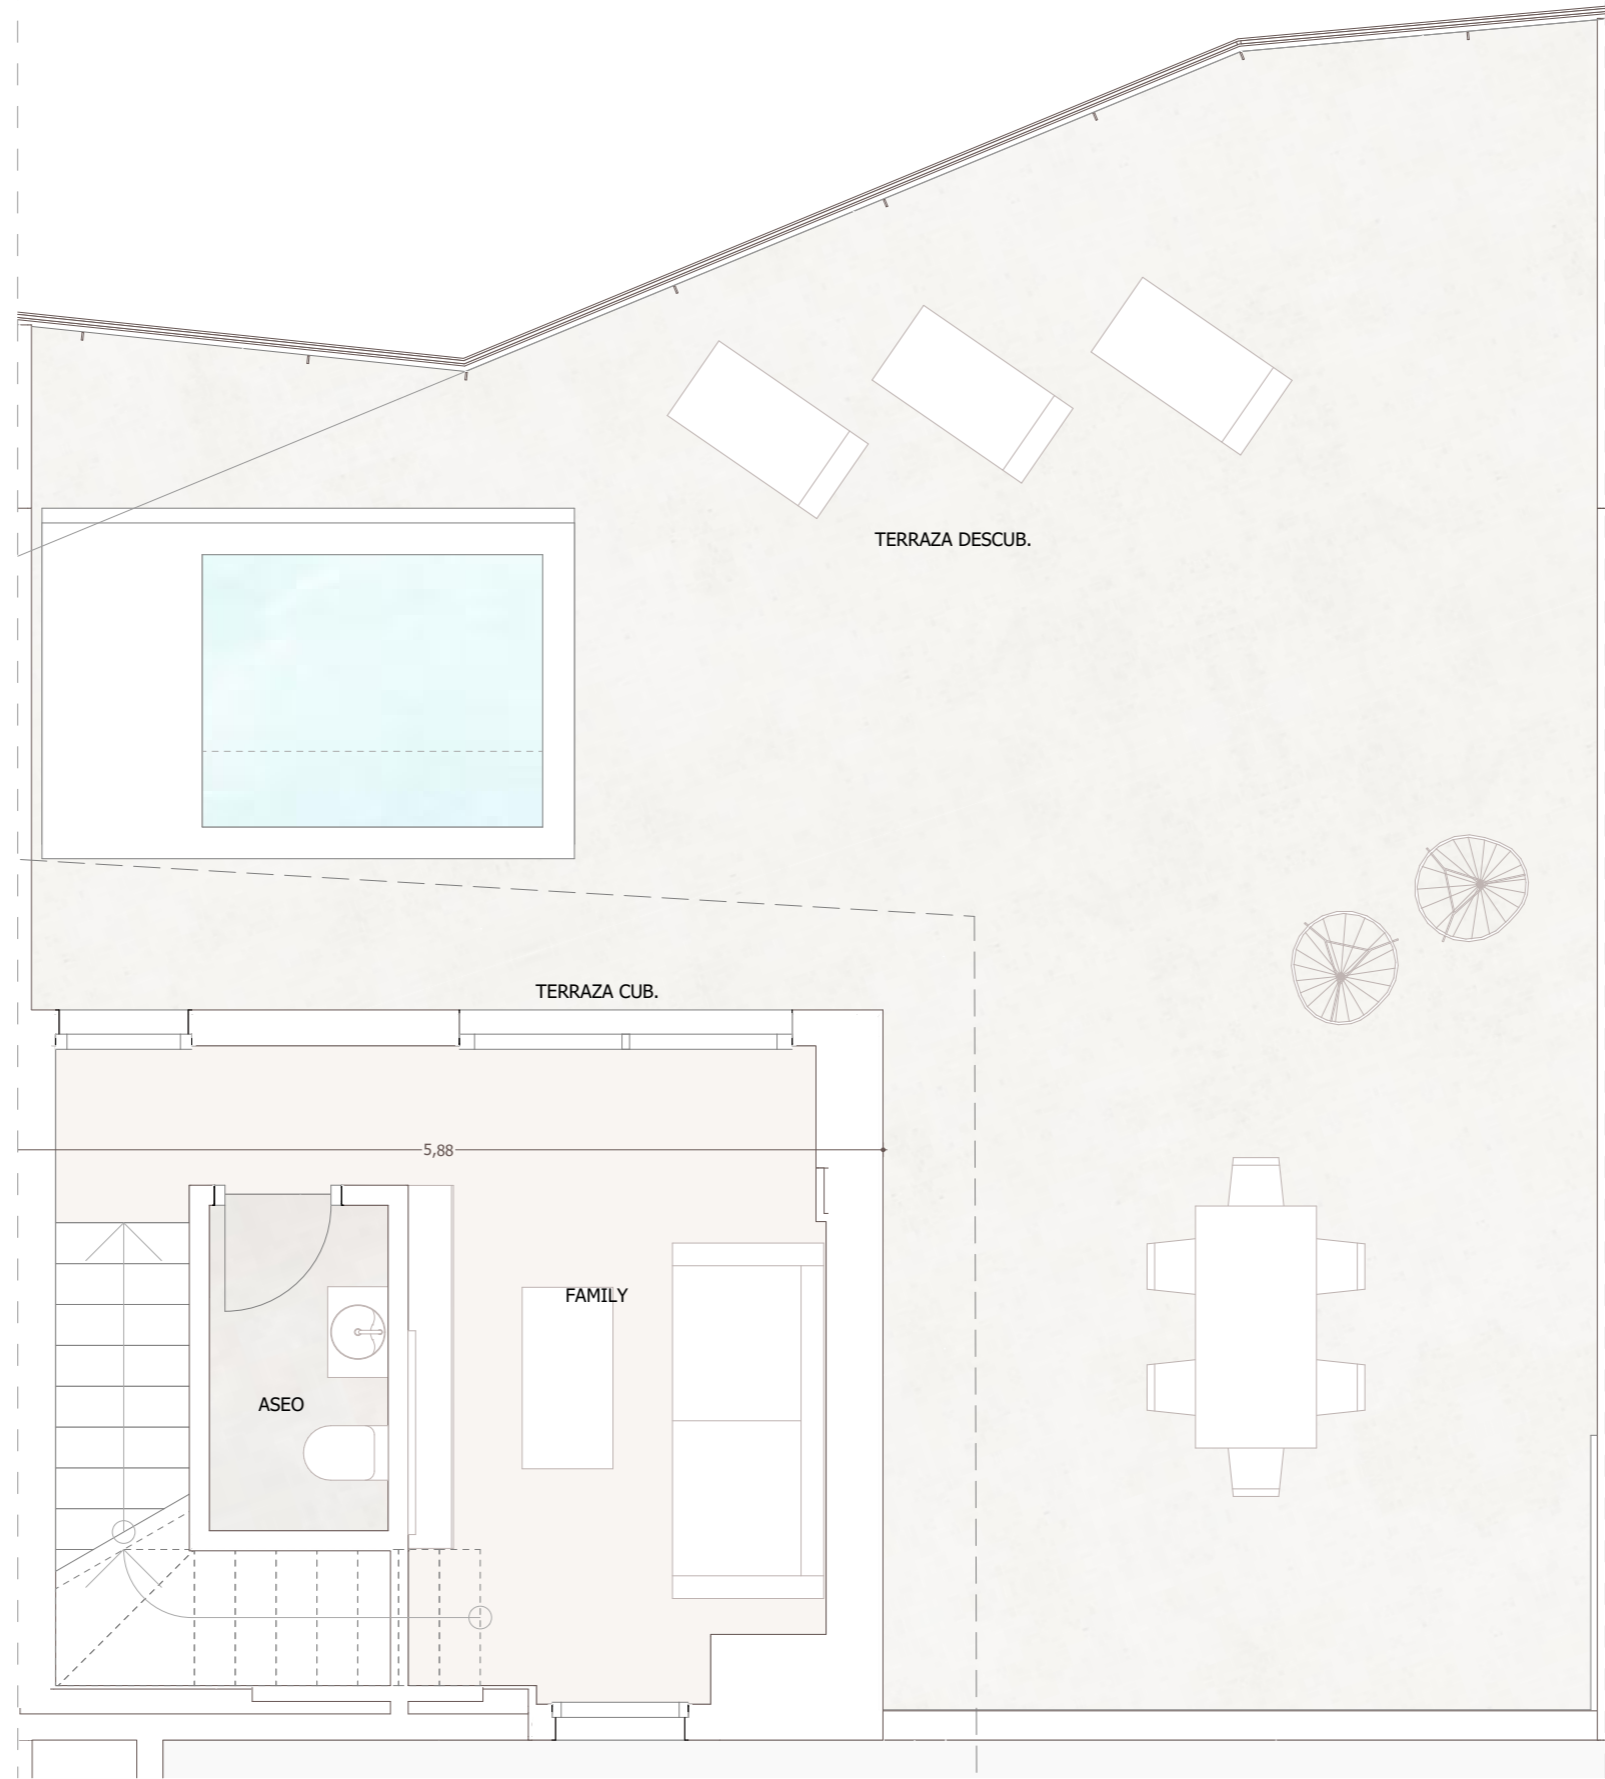 TERRAZA DESCUB.
TERRAZA CUB.
5,88
FAMILY
ASEO